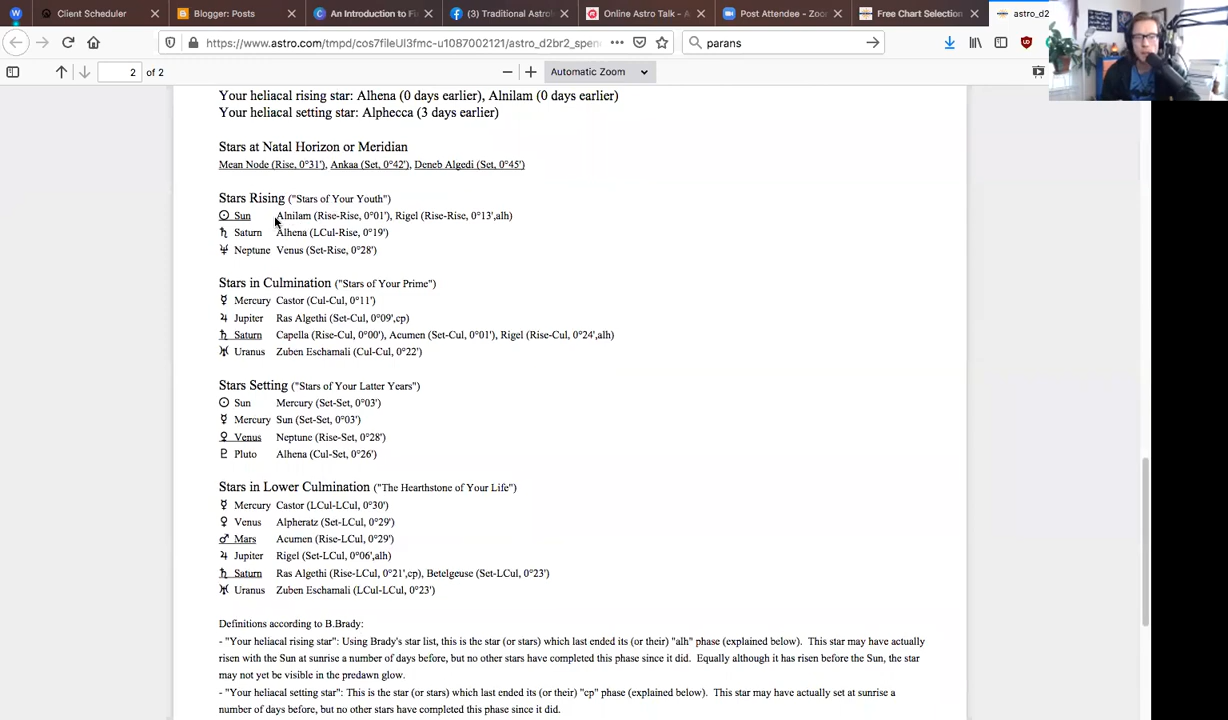 Client Scheduler
Blogger: Posts
An Introduction to Fi
(3) Traditional Astrol
Online Astro Talk - A
Post Attendee - Zoo
Free Chart Selection
astro_d2
https://www.astro.com/tmpd/cos7fileUI3fmc-u1087002121/astro_d2br2_spen
parans
2 of 2
Automatic Zoom
Your heliacal rising star: Alhena (0 days earlier), Alnilam (0 days earlier)
Your heliacal setting star: Alphecca (3 days earlier)
Stars at Natal Horizon or Meridian
Mean Node (Rise, 0°31'), Ankaa (Set, 0°42'), Deneb Algedi (Set, 0°45')
Stars Rising ("Stars of Your Youth")
☉ Sun Alnilam (Rise-Rise, 0°01'), Rigel (Rise-Rise, 0°13',alh)
♄ Saturn Alhena (LCul-Rise, 0°19')
♆ Neptune Venus (Set-Rise, 0°28')
Stars in Culmination ("Stars of Your Prime")
☿ Mercury Castor (Cul-Cul, 0°11')
♃ Jupiter Ras Algethi (Set-Cul, 0°09',cp)
♄ Saturn Capella (Rise-Cul, 0°00'), Acumen (Set-Cul, 0°01'), Rigel (Rise-Cul, 0°24',alh)
♅ Uranus Zuben Eschamali (Cul-Cul, 0°22')
Stars Setting ("Stars of Your Latter Years")
☉ Sun Mercury (Set-Set, 0°03')
☿ Mercury Sun (Set-Set, 0°03')
♀ Venus Neptune (Rise-Set, 0°28')
♇ Pluto Alhena (Cul-Set, 0°26')
Stars in Lower Culmination ("The Hearthstone of Your Life")
☿ Mercury Castor (LCul-LCul, 0°30')
♀ Venus Alpheratz (Set-LCul, 0°29')
♂ Mars Acumen (Rise-LCul, 0°29')
♃ Jupiter Rigel (Set-LCul, 0°06',alh)
♄ Saturn Ras Algethi (Rise-LCul, 0°21',cp), Betelgeuse (Set-LCul, 0°23')
♅ Uranus Zuben Eschamali (LCul-LCul, 0°23')
Definitions according to B.Brady:
- "Your heliacal rising star": Using Brady's star list, this is the star (or stars) which last ended its (or their) "alh" phase (explained below). This star may have actually
risen with the Sun at sunrise a number of days before, but no other stars have completed this phase since it did. Equally although it has risen before the Sun, the star
may not yet be visible in the predawn glow.
- "Your heliacal setting star": This is the star (or stars) which last ended its (or their) "cp" phase (explained below). This star may have actually set at sunrise a
number of days before, but no other stars have completed this phase since it did.